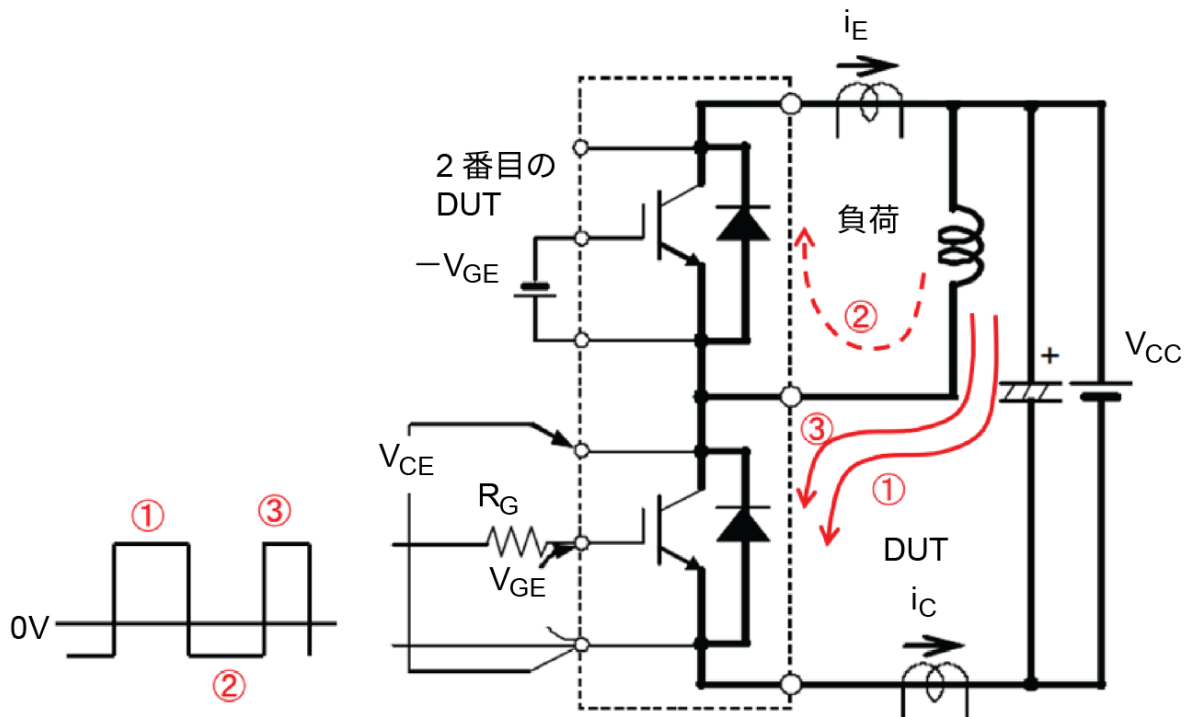 iE
2 番目の
DUT
負荷
−VGE
②
VCC
+
③
VCE
①
RG
① ③
DUT
VGE
iC
0V
②